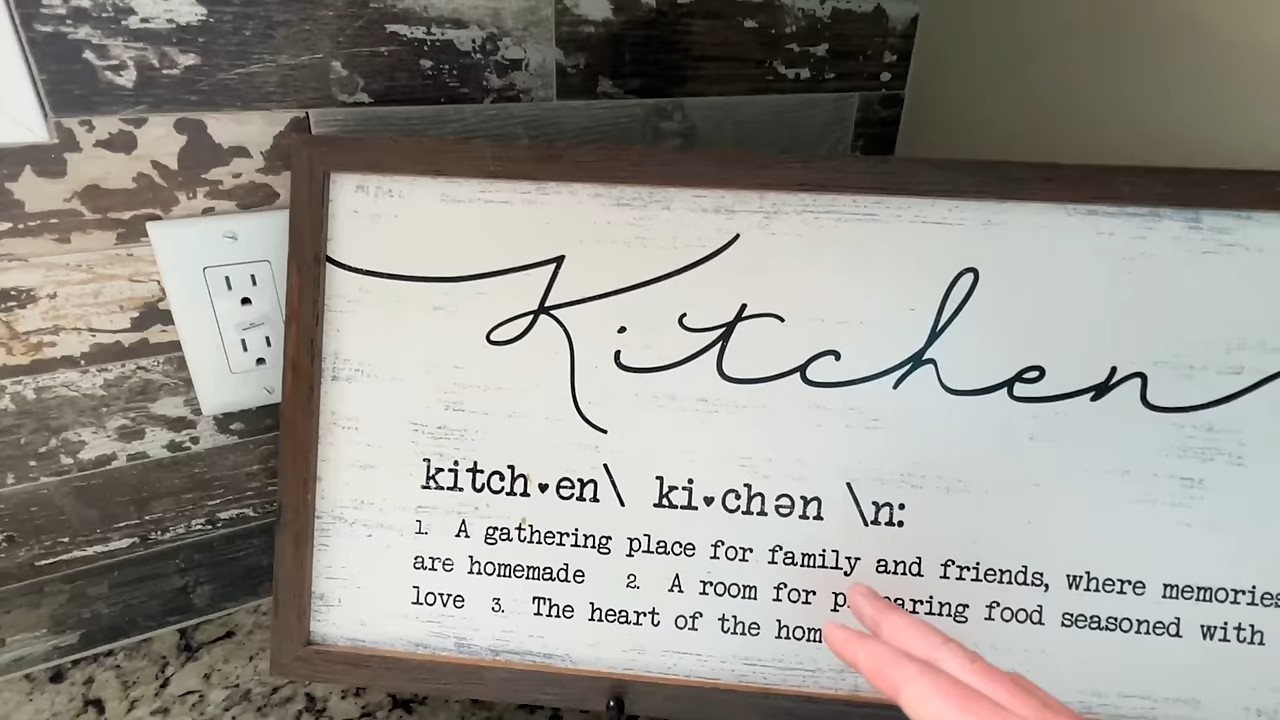 Kitchen
kitch♥en\ ki♥chən \n:
1. A gathering place for family and friends, where memories
are homemade 2. A room for preparing food seasoned with
love 3. The heart of the